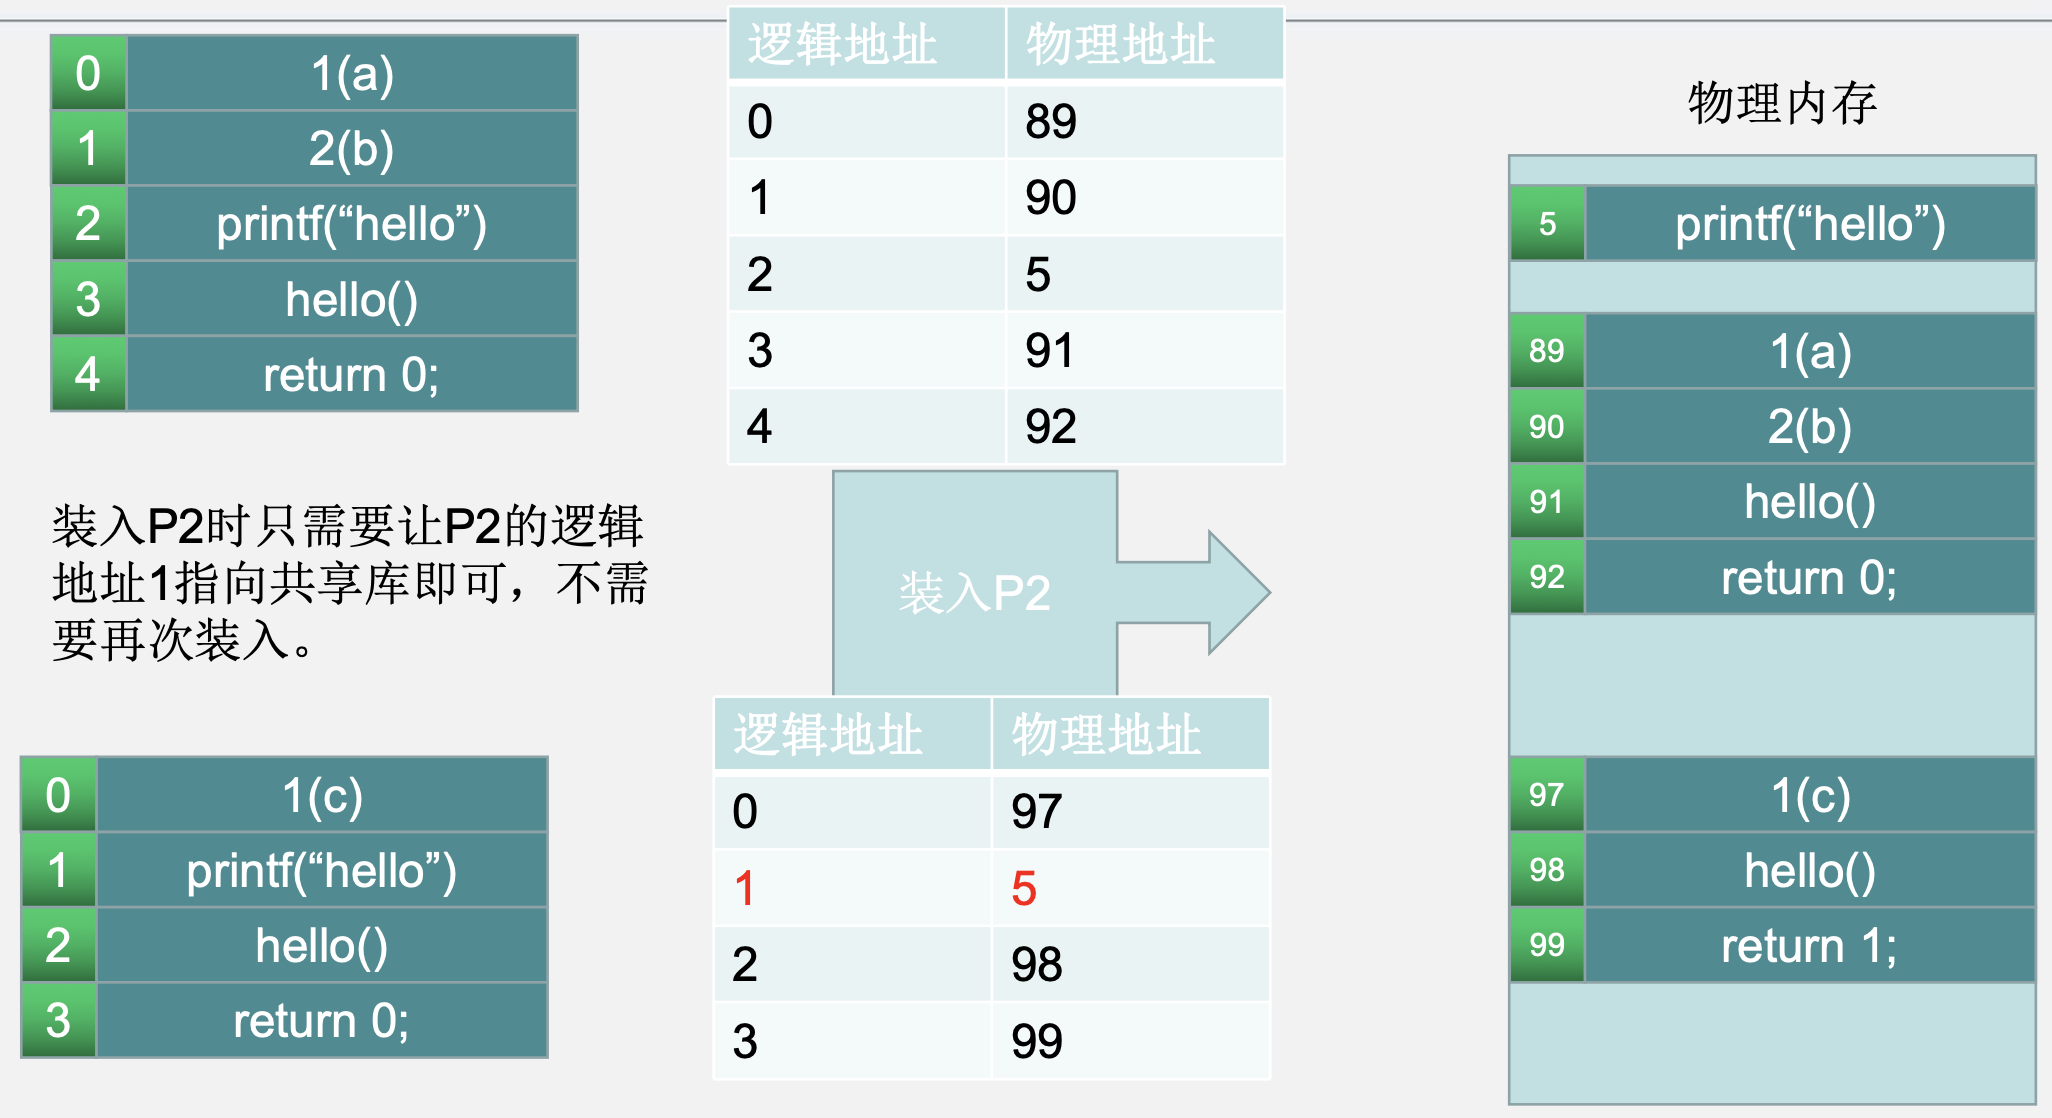 0 1(a)
1 2(b)
2 printf(“hello”)
3 hello()
4 return 0;
逻辑地址 物理地址
0 89
1 90
2 5
3 91
4 92
物理内存
5 printf(“hello”)
89 1(a)
90 2(b)
91 hello()
92 return 0;
97 1(c)
98 hello()
99 return 1;
装入P2时只需要让P2的逻辑
地址1指向共享库即可，不需
要再次装入。
装入P2
0 1(c)
1 printf(“hello”)
2 hello()
3 return 0;
逻辑地址 物理地址
0 97
1 5
2 98
3 99